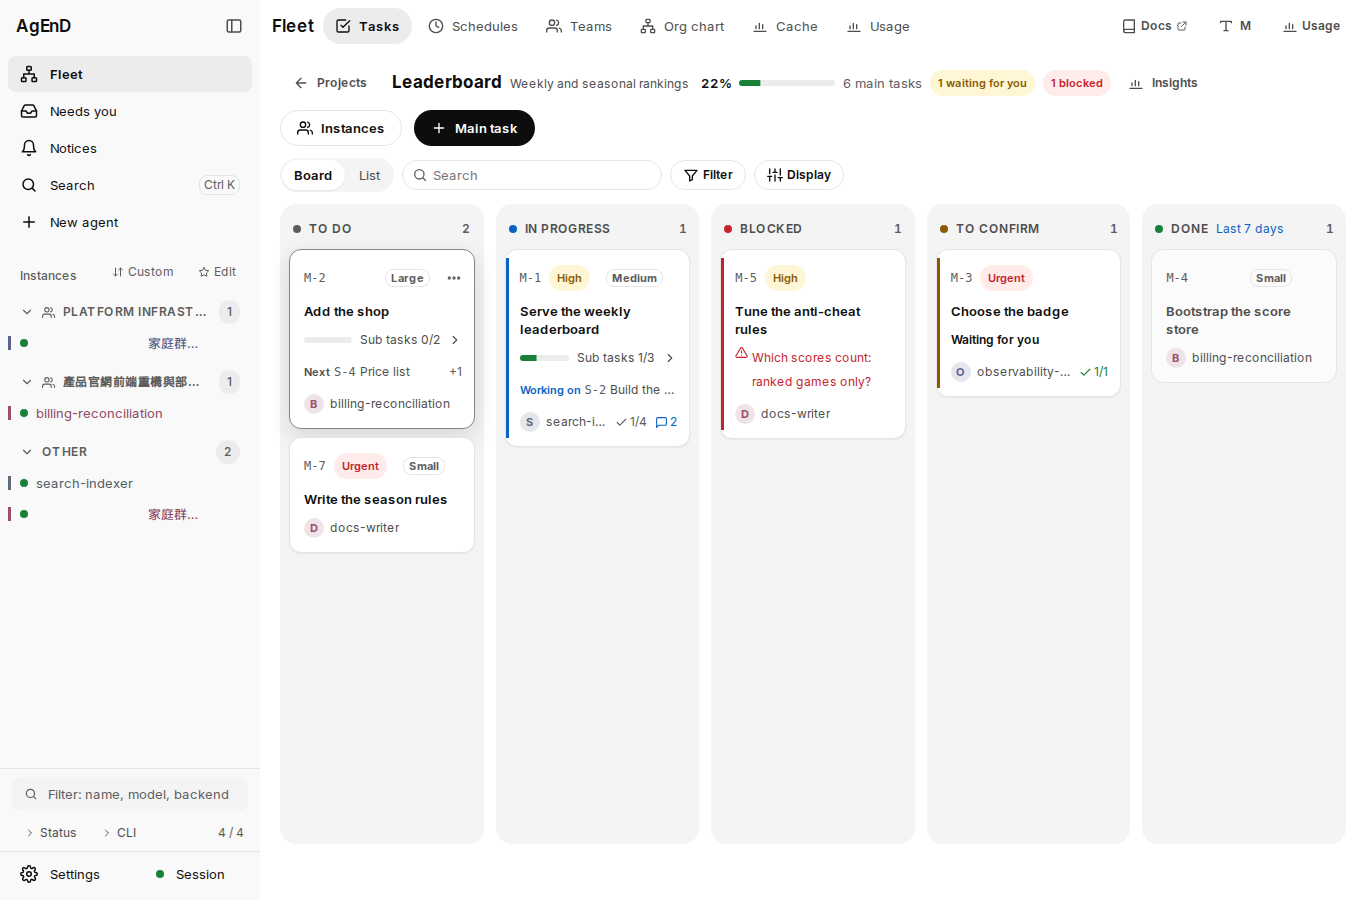 AgEnD
Fleet
Needs you
Notices
Search Ctrl K
New agent
Instances Custom Edit
PLATFORM INFRAST... 1
家庭群...
產品官網前端重構與部... 1
billing-reconciliation
OTHER 2
search-indexer
家庭群...
Filter: name, model, backend
Status CLI 4 / 4
Settings Session
Fleet Tasks Schedules Teams Org chart Cache Usage Docs M Usage
Projects Leaderboard Weekly and seasonal rankings 22% 6 main tasks 1 waiting for you 1 blocked Insights
Instances Main task
Board List Search Filter Display
TO DO 2
M-2 Large
Add the shop
Sub tasks 0/2
Next S-4 Price list +1
B billing-reconciliation
M-7 Urgent Small
Write the season rules
D docs-writer
IN PROGRESS 1
M-1 High Medium
Serve the weekly
leaderboard
Sub tasks 1/3
Working on S-2 Build the ...
S search-i... 1/4 2
BLOCKED 1
M-5 High
Tune the anti-cheat
rules
Which scores count:
ranked games only?
D docs-writer
TO CONFIRM 1
M-3 Urgent
Choose the badge
Waiting for you
O observability-... 1/1
DONE Last 7 days 1
M-4 Small
Bootstrap the score
store
B billing-reconciliation